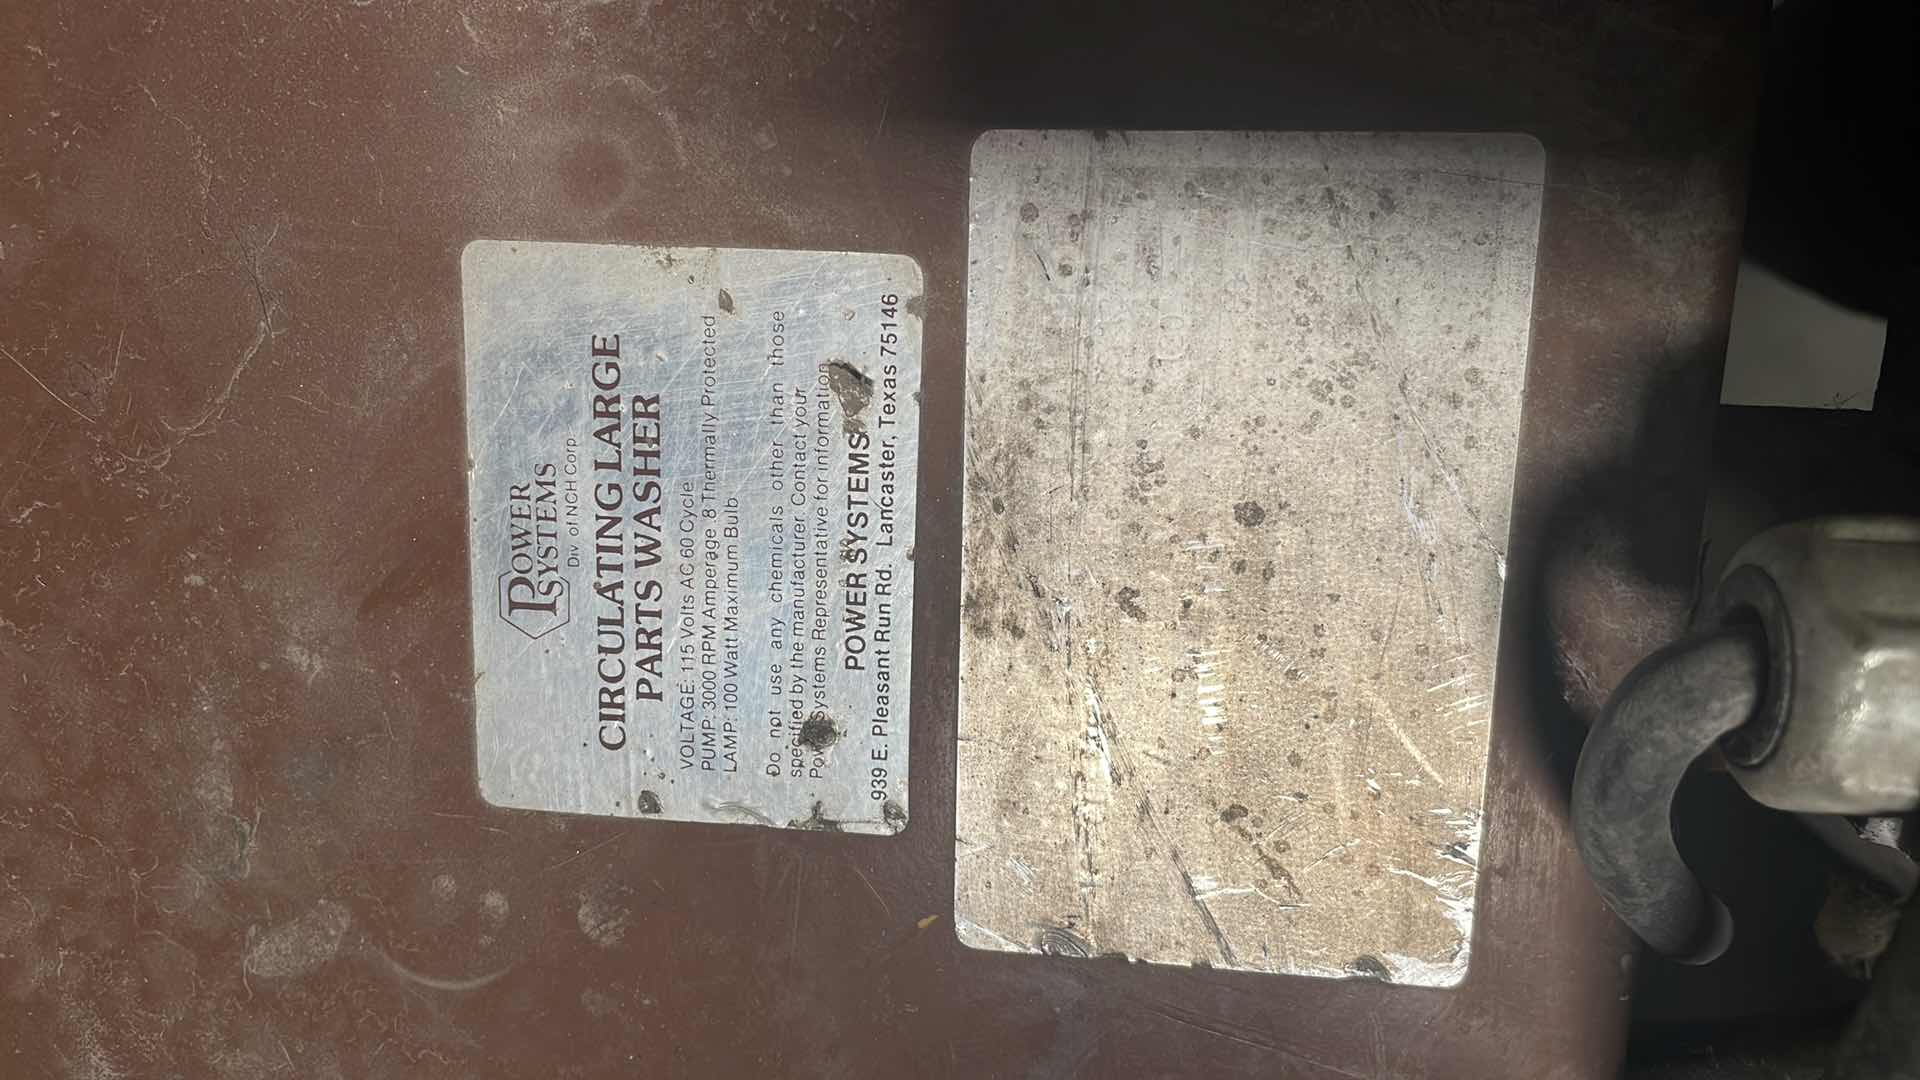 POWER
SYSTEMS
Div of NCH Corp.
CIRCULATING LARGE
PARTS WASHER
VOLTAGE: 115 Volts AC 60 Cycle
PUMP: 3000 RPM Amperage .8 Thermally Protected
LAMP: 100 Watt Maximum Bulb
Do not use any chemicals other than those
specified by the manufacturer. Contact your
Power Systems Representative for information
POWER SYSTEMS
939 E. Pleasant Run Rd. Lancaster, Texas 75146